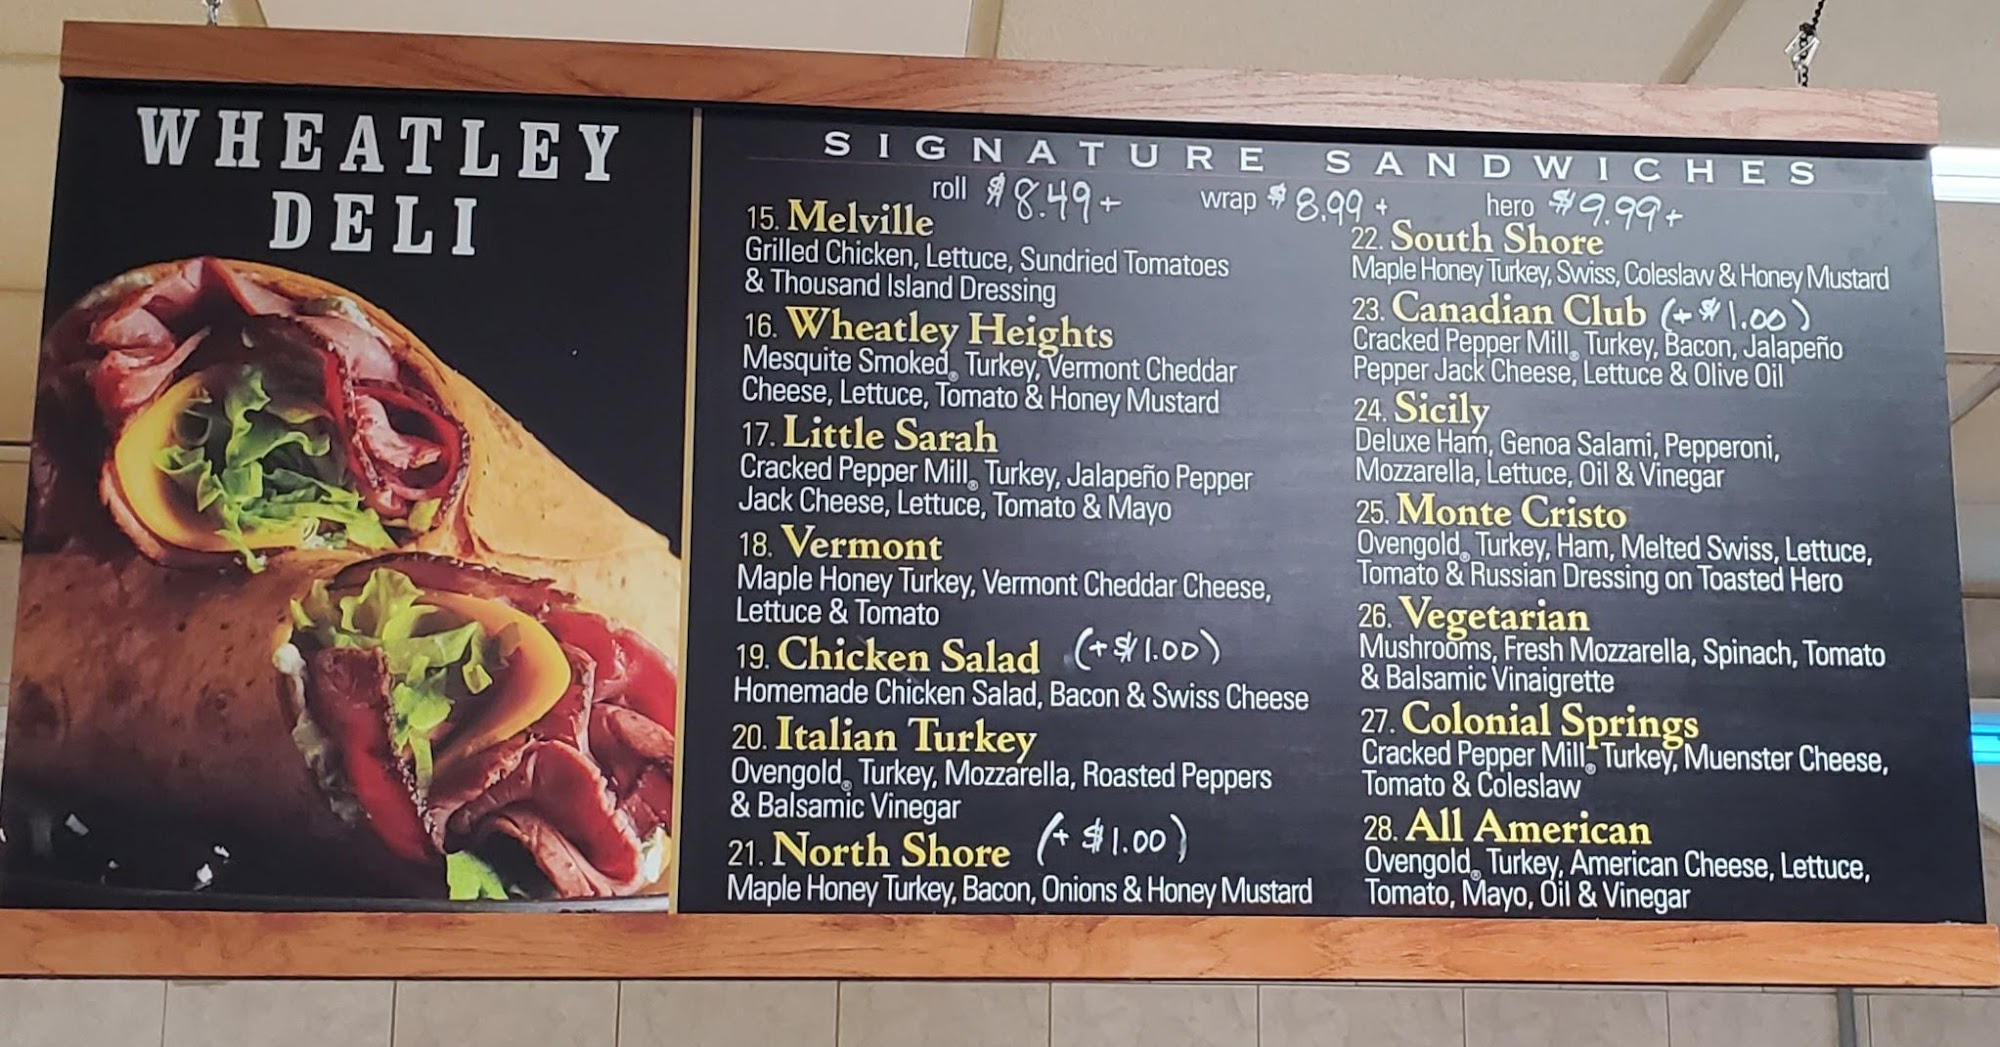 WHEATLEY
DELI
SIGNATURE SANDWICHES
roll $8.49+ wrap $8.99+ hero $9.99+
15. Melville
Grilled Chicken, Lettuce, Sundried Tomatoes
& Thousand Island Dressing
16. Wheatley Heights
Mesquite Smoked® Turkey, Vermont Cheddar
Cheese, Lettuce, Tomato & Honey Mustard
17. Little Sarah
Cracked Pepper Mill® Turkey, Jalapeño Pepper
Jack Cheese, Lettuce, Tomato & Mayo
18. Vermont
Maple Honey Turkey, Vermont Cheddar Cheese,
Lettuce & Tomato
19. Chicken Salad (+$1.00)
Homemade Chicken Salad, Bacon & Swiss Cheese
20. Italian Turkey
Ovengold® Turkey, Mozzarella, Roasted Peppers
& Balsamic Vinegar
21. North Shore (+$1.00)
Maple Honey Turkey, Bacon, Onions & Honey Mustard
22. South Shore
Maple Honey Turkey, Swiss, Coleslaw & Honey Mustard
23. Canadian Club (+$1.00)
Cracked Pepper Mill® Turkey, Bacon, Jalapeño
Pepper Jack Cheese, Lettuce & Olive Oil
24. Sicily
Deluxe Ham, Genoa Salami, Pepperoni,
Mozzarella, Lettuce, Oil & Vinegar
25. Monte Cristo
Ovengold® Turkey, Ham, Melted Swiss, Lettuce,
Tomato & Russian Dressing on Toasted Hero
26. Vegetarian
Mushrooms, Fresh Mozzarella, Spinach, Tomato
& Balsamic Vinaigrette
27. Colonial Springs
Cracked Pepper Mill® Turkey, Muenster Cheese,
Tomato & Coleslaw
28. All American
Ovengold® Turkey, American Cheese, Lettuce,
Tomato, Mayo, Oil & Vinegar